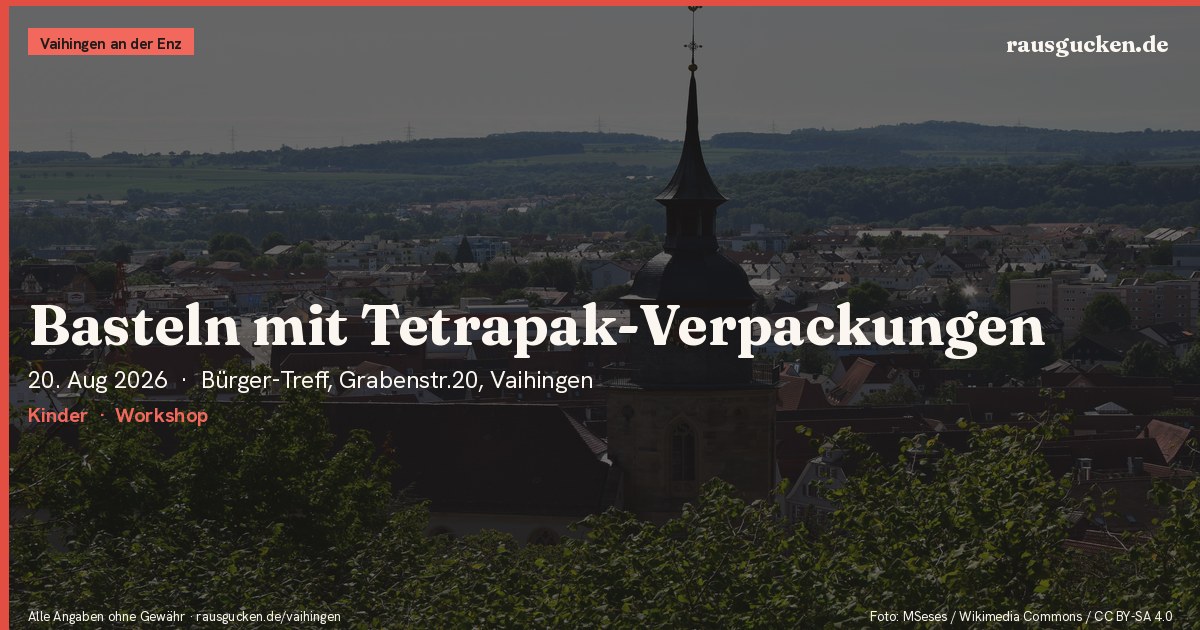 Vaihingen an der Enz
rausgucken.de
Basteln mit Tetrapak-Verpackungen
20. Aug 2026 · Bürger-Treff, Grabenstr.20, Vaihingen
Kinder · Workshop
Alle Angaben ohne Gewähr · rausgucken.de/vaihingen
Foto: MSeses / Wikimedia Commons / CC BY-SA 4.0